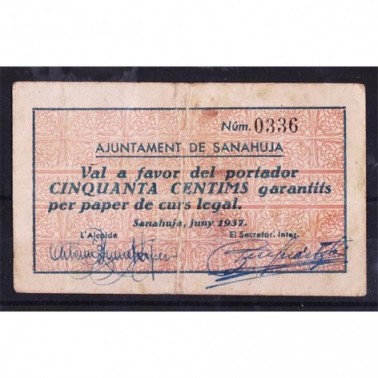 Núm. 0336
AJUNTAMENT DE SANAHUJA
Val a favor del portador
CINQUANTA CENTIMS garantits
per paper de curs legal.
Sanahuja, juny 1937.
L'Alcalde El Secretar. Inter.